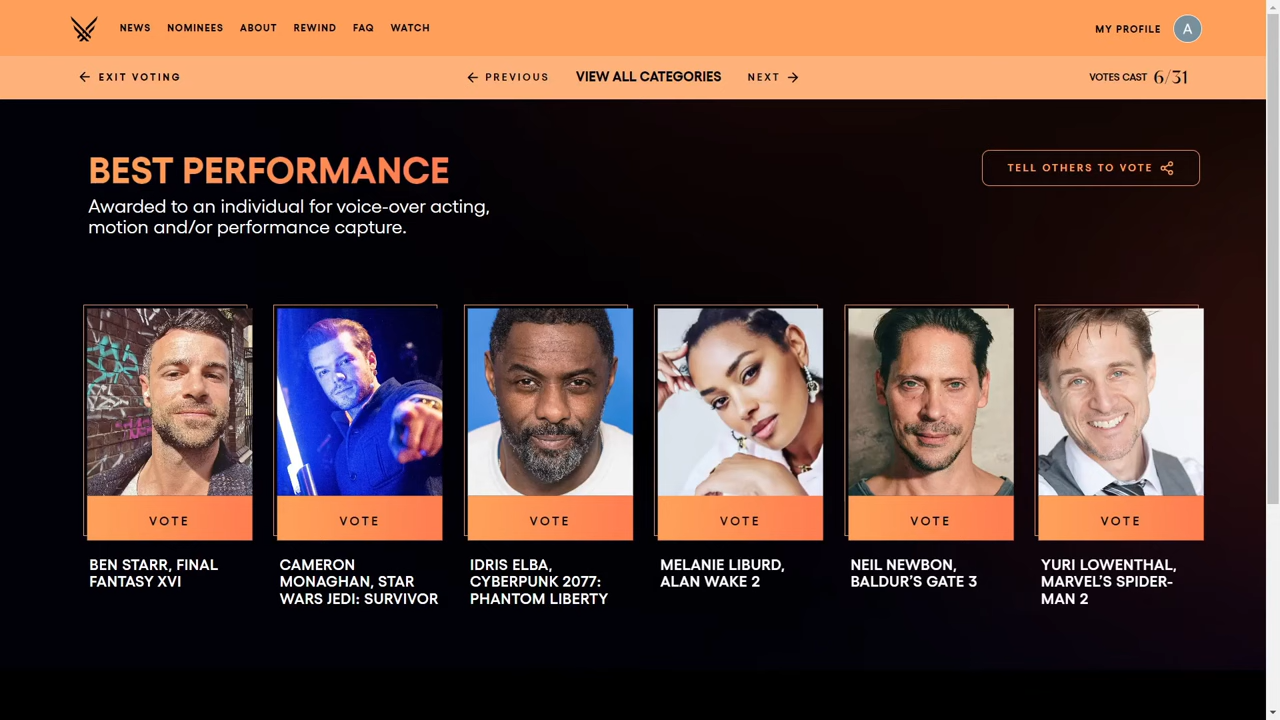 NEWS NOMINEES ABOUT REWIND FAQ WATCH MY PROFILE A
EXIT VOTING PREVIOUS VIEW ALL CATEGORIES NEXT VOTES CAST 6/31
BEST PERFORMANCE
TELL OTHERS TO VOTE
Awarded to an individual for voice-over acting,
motion and/or performance capture.
VOTE VOTE VOTE VOTE VOTE VOTE
BEN STARR, FINAL
FANTASY XVI
CAMERON
MONAGHAN, STAR
WARS JEDI: SURVIVOR
IDRIS ELBA,
CYBERPUNK 2077:
PHANTOM LIBERTY
MELANIE LIBURD,
ALAN WAKE 2
NEIL NEWBON,
BALDUR’S GATE 3
YURI LOWENTHAL,
MARVEL’S SPIDER-
MAN 2